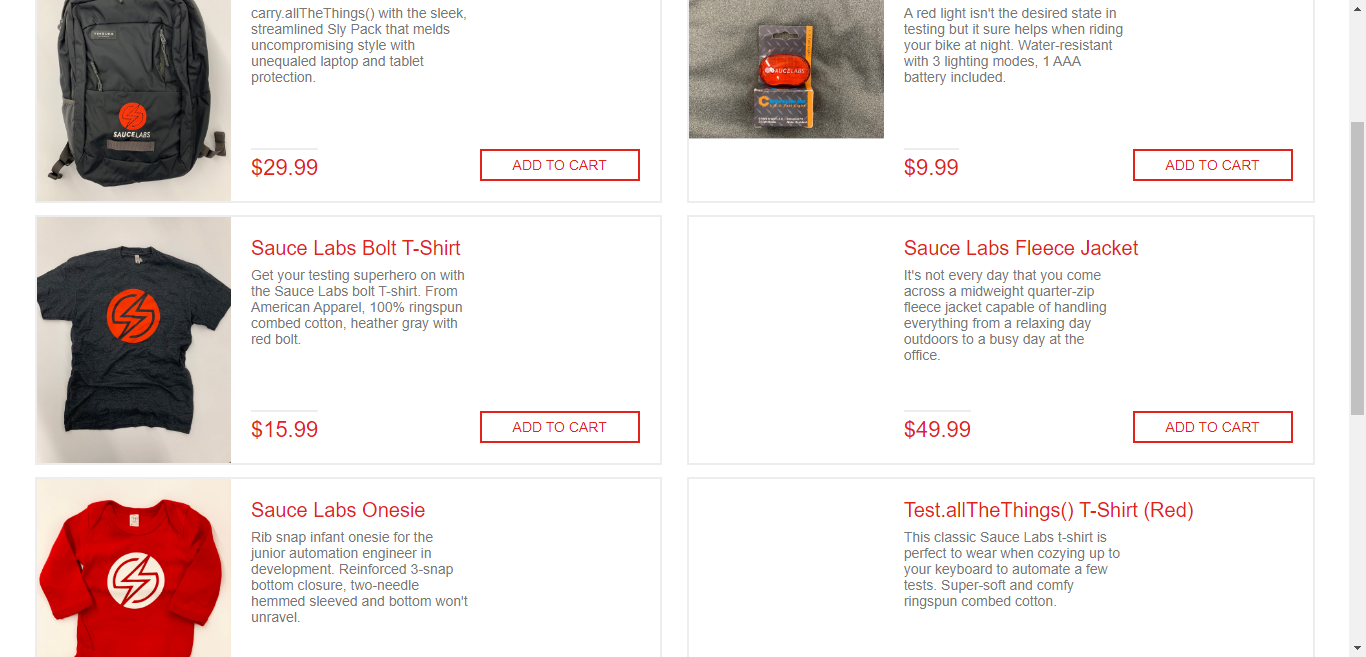 carry.allTheThings() with the sleek,
streamlined Sly Pack that melds
uncompromising style with
unequaled laptop and tablet
protection.
SAUCELABS
$29.99
ADD TO CART
A red light isn't the desired state in
testing but it sure helps when riding
your bike at night. Water-resistant
with 3 lighting modes, 1 AAA
battery included.
SAUCELABS
$9.99
ADD TO CART
Sauce Labs Bolt T-Shirt
Get your testing superhero on with
the Sauce Labs bolt T-shirt. From
American Apparel, 100% ringspun
combed cotton, heather gray with
red bolt.
$15.99
ADD TO CART
Sauce Labs Fleece Jacket
It's not every day that you come
across a midweight quarter-zip
fleece jacket capable of handling
everything from a relaxing day
outdoors to a busy day at the
office.
$49.99
ADD TO CART
Sauce Labs Onesie
Rib snap infant onesie for the
junior automation engineer in
development. Reinforced 3-snap
bottom closure, two-needle
hemmed sleeved and bottom won't
unravel.
Test.allTheThings() T-Shirt (Red)
This classic Sauce Labs t-shirt is
perfect to wear when cozying up to
your keyboard to automate a few
tests. Super-soft and comfy
ringspun combed cotton.